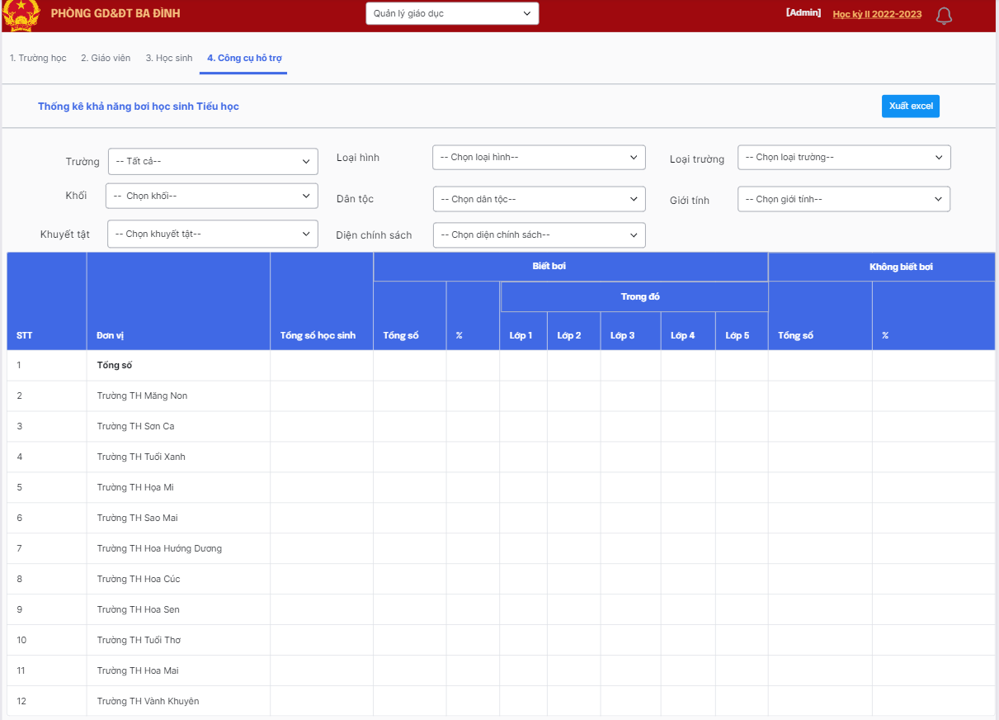 PHÒNG GD&ĐT BA ĐÌNH
Quản lý giáo dục
[Admin]
Học kỳ II 2022-2023
1. Trường học
2. Giáo viên
3. Học sinh
4. Công cụ hỗ trợ
Thống kê khả năng bơi học sinh Tiểu học
Xuất excel
Trường
-- Tất cả--
Loại hình
-- Chọn loại hình--
Loại trường
-- Chọn loại trường--
Khối
-- Chọn khối--
Dân tộc
-- Chọn dân tộc--
Giới tính
-- Chọn giới tính--
Khuyết tật
-- Chọn khuyết tật--
Diện chính sách
-- Chọn diện chính sách--
Biết bơi
Không biết bơi
Trong đó
STT
Đơn vị
Tổng số học sinh
Tổng số
%
Lớp 1
Lớp 2
Lớp 3
Lớp 4
Lớp 5
Tổng số
%
1 Tổng số
2 Trường TH Măng Non
3 Trường TH Sơn Ca
4 Trường TH Tuổi Xanh
5 Trường TH Họa Mi
6 Trường TH Sao Mai
7 Trường TH Hoa Hướng Dương
8 Trường TH Hoa Cúc
9 Trường TH Hoa Sen
10 Trường TH Tuổi Thơ
11 Trường TH Hoa Mai
12 Trường TH Vành Khuyên